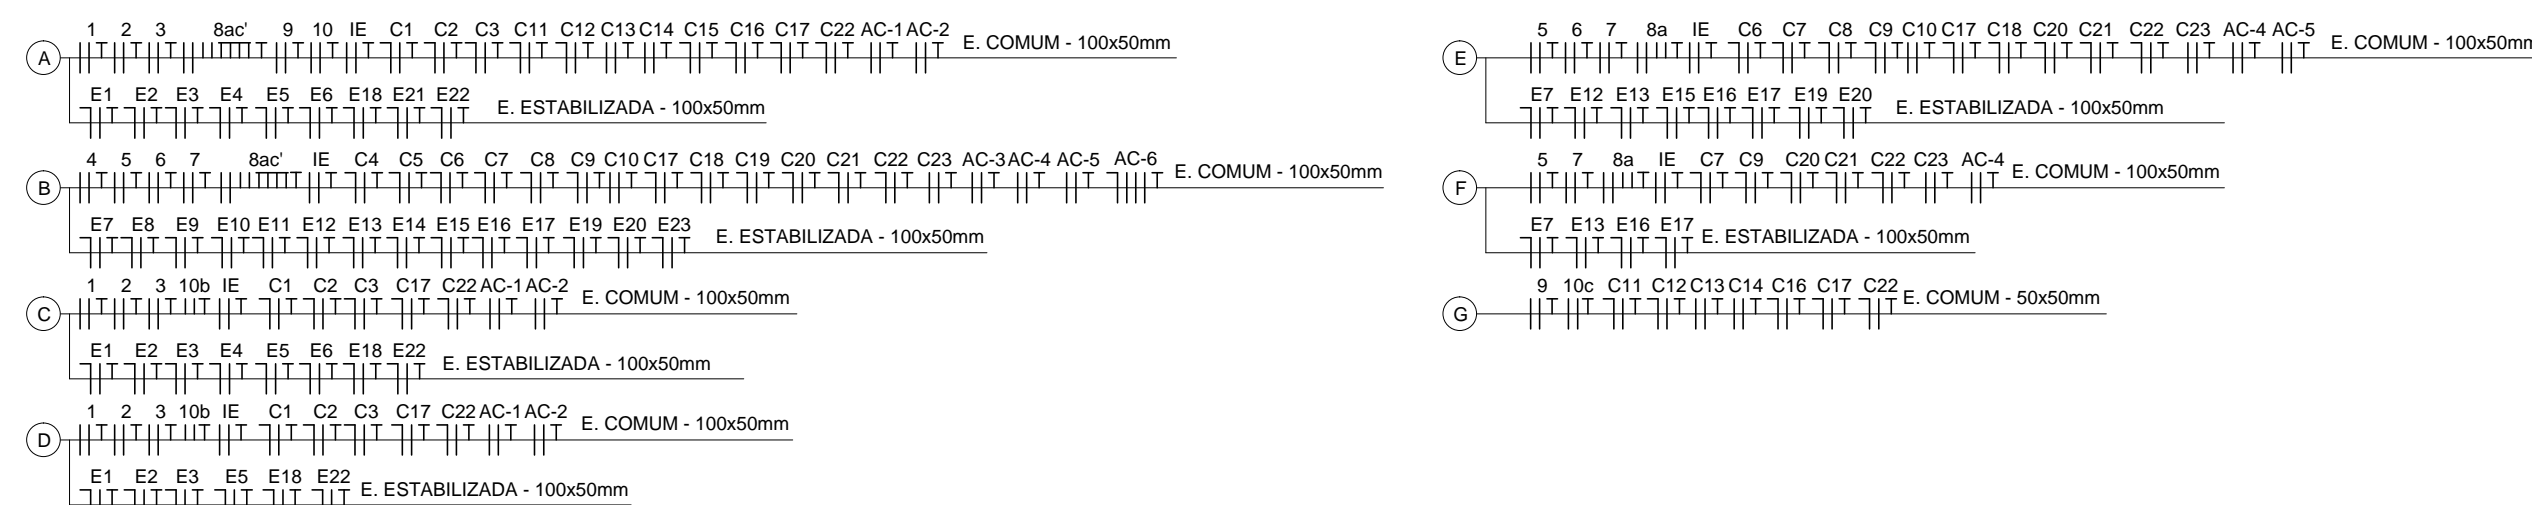 1 2 3 8ac' 9 10 IE C1 C2 C3 C11 C12 C13 C14 C15 C16 C17 C22 AC-1 AC-2 E. COMUM - 100x50mm
A
E1 E2 E3 E4 E5 E6 E18 E21 E22 E. ESTABILIZADA - 100x50mm
4 5 6 7 8ac' IE C4 C5 C6 C7 C8 C9 C10 C17 C18 C19 C20 C21 C22 C23 AC-3 AC-4 AC-5 AC-6 E. COMUM - 100x50mm
B
E7 E8 E9 E10 E11 E12 E13 E14 E15 E16 E17 E19 E20 E23 E. ESTABILIZADA - 100x50mm
1 2 3 10b IE C1 C2 C3 C17 C22 AC-1 AC-2 E. COMUM - 100x50mm
C
E1 E2 E3 E4 E5 E6 E18 E22 E. ESTABILIZADA - 100x50mm
1 2 3 10b IE C1 C2 C3 C17 C22 AC-1 AC-2 E. COMUM - 100x50mm
D
E1 E2 E3 E5 E18 E22 E. ESTABILIZADA - 100x50mm
5 6 7 8a IE C6 C7 C8 C9 C10 C17 C18 C20 C21 C22 C23 AC-4 AC-5 E. COMUM - 100x50mm
E
E7 E12 E13 E15 E16 E17 E19 E20 E. ESTABILIZADA - 100x50mm
5 7 8a IE C7 C9 C20 C21 C22 C23 AC-4 E. COMUM - 100x50mm
F
E7 E13 E16 E17 E. ESTABILIZADA - 100x50mm
9 10c C11 C12 C13 C14 C16 C17 C22 E. COMUM - 50x50mm
G